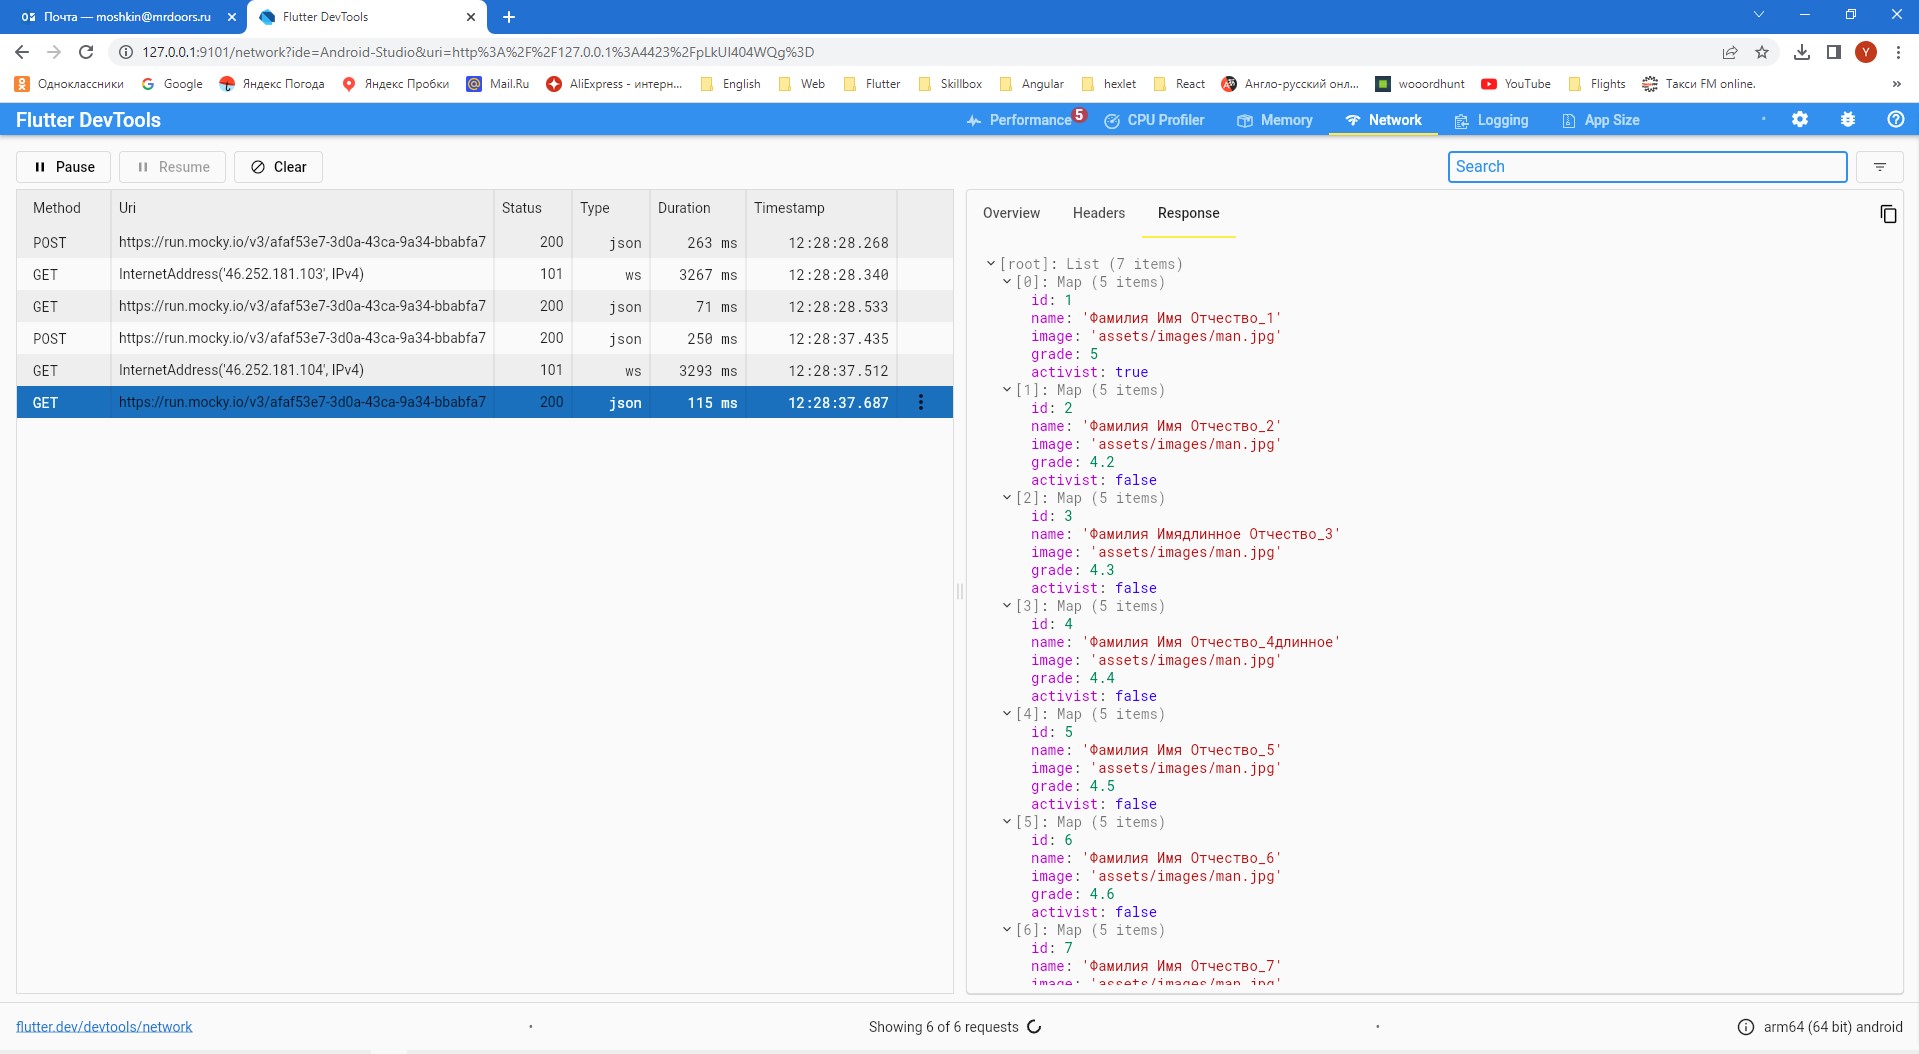 Почта — moshkin@mrdoors.ru
Flutter DevTools
127.0.0.1:9101/network?ide=Android-Studio&uri=http%3A%2F%2F127.0.0.1%3A4423%2FpLkUI404WQg%3D
Y
Одноклассники Google Яндекс Погода Яндекс Пробки Mail.Ru AliExpress - интерн... English Web Flutter Skillbox Angular hexlet React Англо-русский онл... wooordhunt YouTube Flights Такси FM online. »
Flutter DevTools Performance 5 CPU Profiler Memory Network Logging App Size
Pause Resume Clear Search
Method Uri Status Type Duration Timestamp
POST https://run.mocky.io/v3/afaf53e7-3d0a-43ca-9a34-bbabfa7 200 json 263 ms 12:28:28.268
GET InternetAddress('46.252.181.103', IPv4) 101 ws 3267 ms 12:28:28.340
GET https://run.mocky.io/v3/afaf53e7-3d0a-43ca-9a34-bbabfa7 200 json 71 ms 12:28:28.533
POST https://run.mocky.io/v3/afaf53e7-3d0a-43ca-9a34-bbabfa7 200 json 250 ms 12:28:37.435
GET InternetAddress('46.252.181.104', IPv4) 101 ws 3293 ms 12:28:37.512
GET https://run.mocky.io/v3/afaf53e7-3d0a-43ca-9a34-bbabfa7 200 json 115 ms 12:28:37.687
Overview Headers Response
[root]: List (7 items)
[0]: Map (5 items)
id: 1
name: 'Фамилия Имя Отчество_1'
image: 'assets/images/man.jpg'
grade: 5
activist: true
[1]: Map (5 items)
id: 2
name: 'Фамилия Имя Отчество_2'
image: 'assets/images/man.jpg'
grade: 4.2
activist: false
[2]: Map (5 items)
id: 3
name: 'Фамилия Имядлинное Отчество_3'
image: 'assets/images/man.jpg'
grade: 4.3
activist: false
[3]: Map (5 items)
id: 4
name: 'Фамилия Имя Отчество_4длинное'
image: 'assets/images/man.jpg'
grade: 4.4
activist: false
[4]: Map (5 items)
id: 5
name: 'Фамилия Имя Отчество_5'
image: 'assets/images/man.jpg'
grade: 4.5
activist: false
[5]: Map (5 items)
id: 6
name: 'Фамилия Имя Отчество_6'
image: 'assets/images/man.jpg'
grade: 4.6
activist: false
[6]: Map (5 items)
id: 7
name: 'Фамилия Имя Отчество_7'
image: 'assets/images/man.jpg'
flutter.dev/devtools/network
Showing 6 of 6 requests
arm64 (64 bit) android